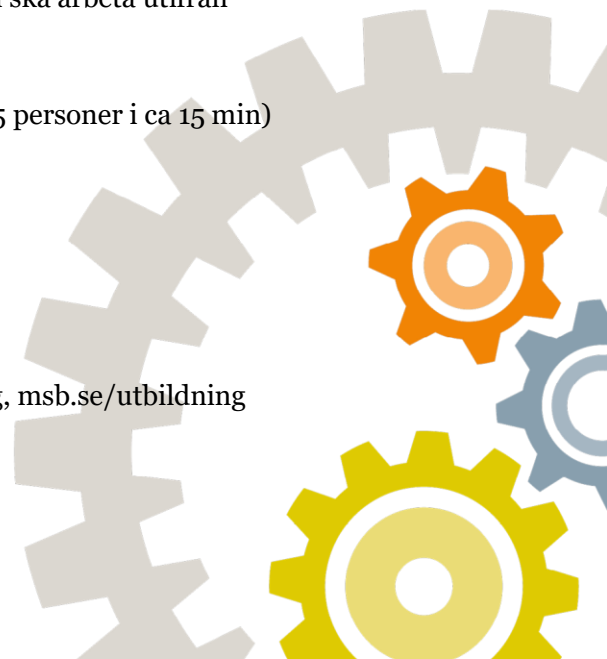 ska arbeta utifrån
5 personer i ca 15 min)
, msb.se/utbildning